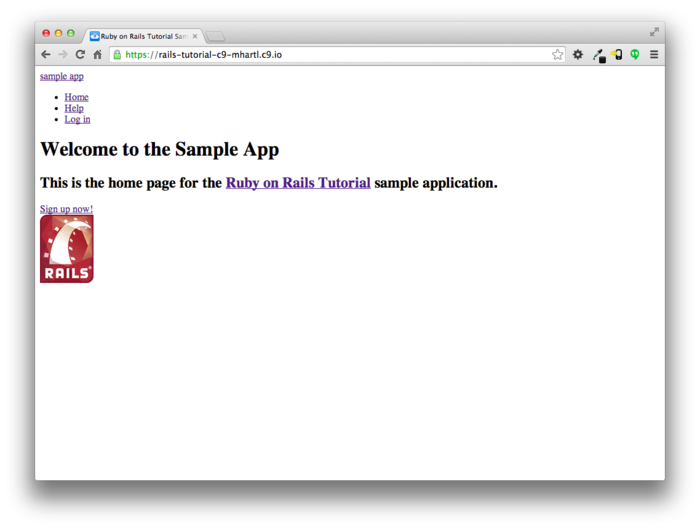 Ruby on Rails Tutorial Sam
https://rails-tutorial-c9-mhartl.c9.io
sample app
Home
Help
Log in
Welcome to the Sample App
This is the home page for the Ruby on Rails Tutorial sample application.
Sign up now!
RAILS